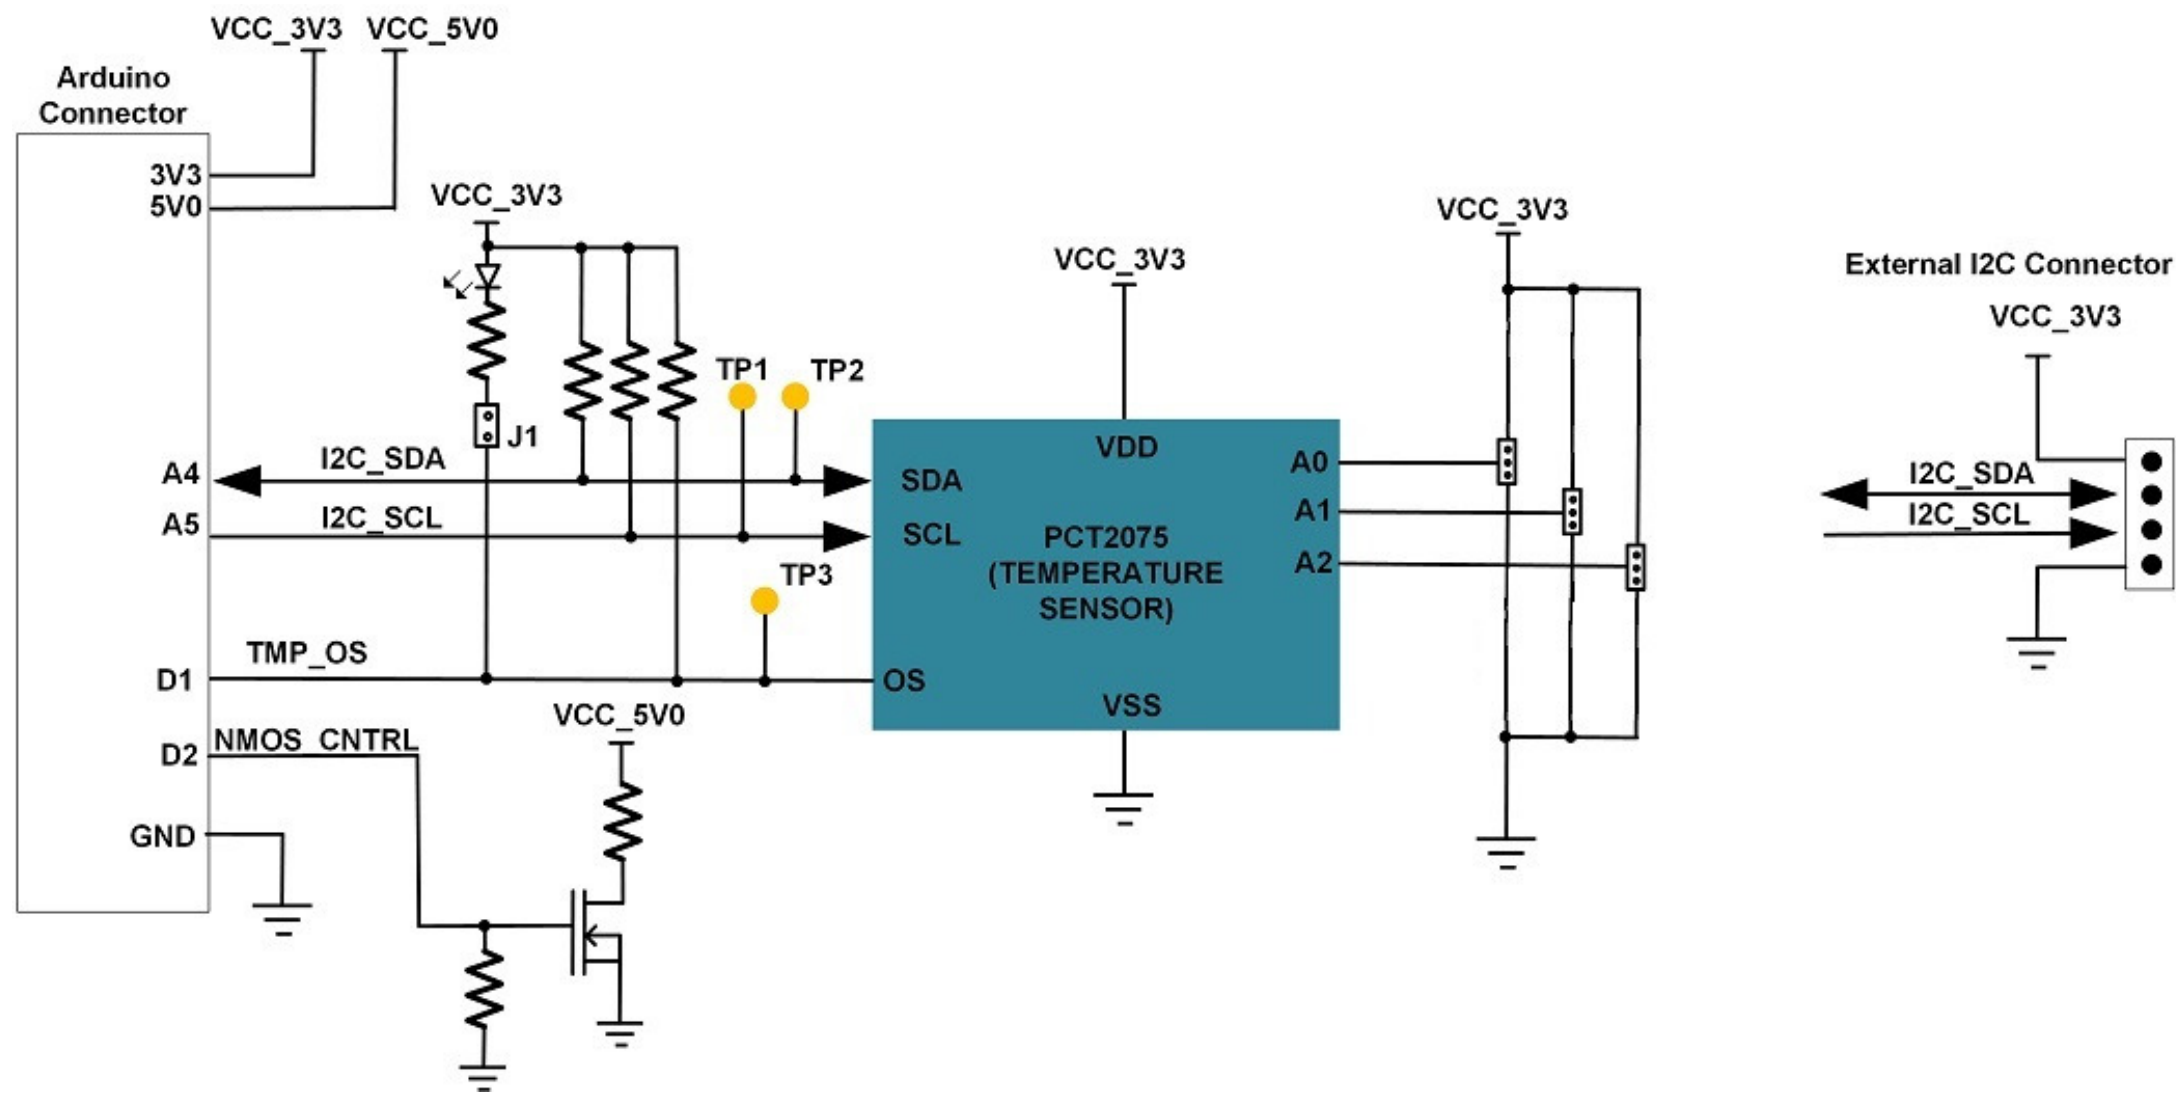 VCC_3V3 VCC_5V0
Arduino
Connector
3V3
5V0
VCC_3V3
VCC_3V3
VCC_3V3
External I2C Connector
VCC_3V3
TP1 TP2
J1
A4 I2C_SDA
A5 I2C_SCL
TP3
TMP_OS
D1
VCC_5V0
D2 NMOS_CNTRL
GND
VDD
SDA
SCL
PCT2075
(TEMPERATURE
SENSOR)
OS
VSS
A0
A1
A2
I2C_SDA
I2C_SCL